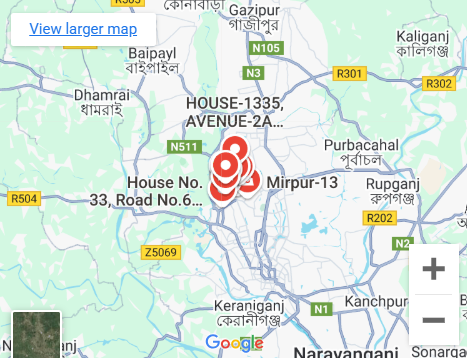 R505
কোনাবাড়ী
Gazipur
গাজীপুর
View larger map
Kaliganj
কালিগঞ্জ
N105
Baipayl
বাইপাইল
N3
R301
R302
Dhamrai
ধামরাই
HOUSE-1335,
AVENUE-2A...
N511
Purbacahal
পূর্বাচল
House No.
33, Road No.6...
Mirpur-13
Rupganj
রুপগঞ্জ
R504
R202
Z5069
N2
+
Keraniganj
কেরানীগঞ্জ
N1
Kanchpur
−
Google
Narayanganj
Sonarga